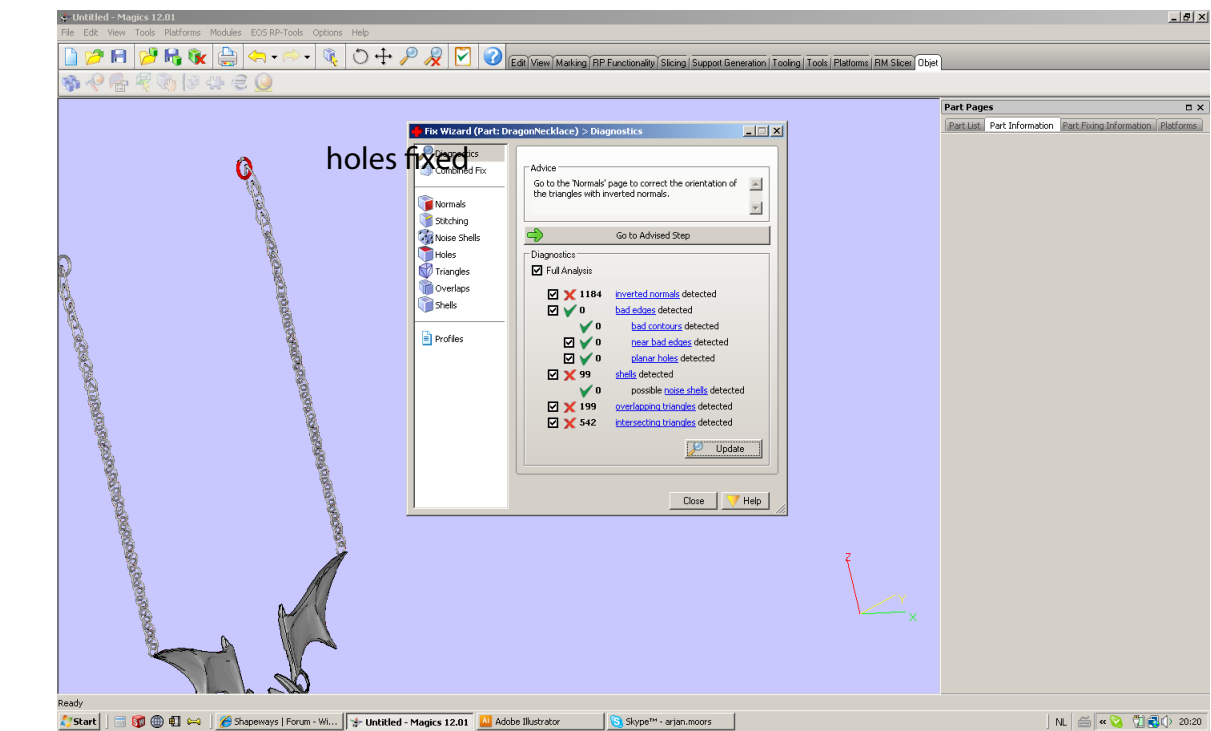 Untitled - Magics 12.01
File Edit View Tools Platforms Modules EOS RP-Tools Options Help
Edit View Marking RP Functionality Slicing Support Generation Tooling Tools Platforms RM Slicer Objet
Part Pages
Part List Part Information Part Fixing Information Platforms
Fix Wizard (Part: DragonNecklace) > Diagnostics
holes fixed
Diagnostics
Combined Fix
Normals
Stitching
Noise Shells
Holes
Triangles
Overlaps
Shells
Profiles
Advice
Go to the 'Normals' page to correct the orientation of
the triangles with inverted normals.
Go to Advised Step
Diagnostics
Full Analysis
1184 inverted normals detected
0 bad edges detected
0 bad contours detected
0 near bad edges detected
0 planar holes detected
99 shells detected
0 possible noise shells detected
199 overlapping triangles detected
542 intersecting triangles detected
Update
Close Help
Z
Y
X
Ready
Start Shapeways | Forum - Wi... Untitled - Magics 12.01 Adobe Illustrator Skype™ - arjan.moors NL « 20:20